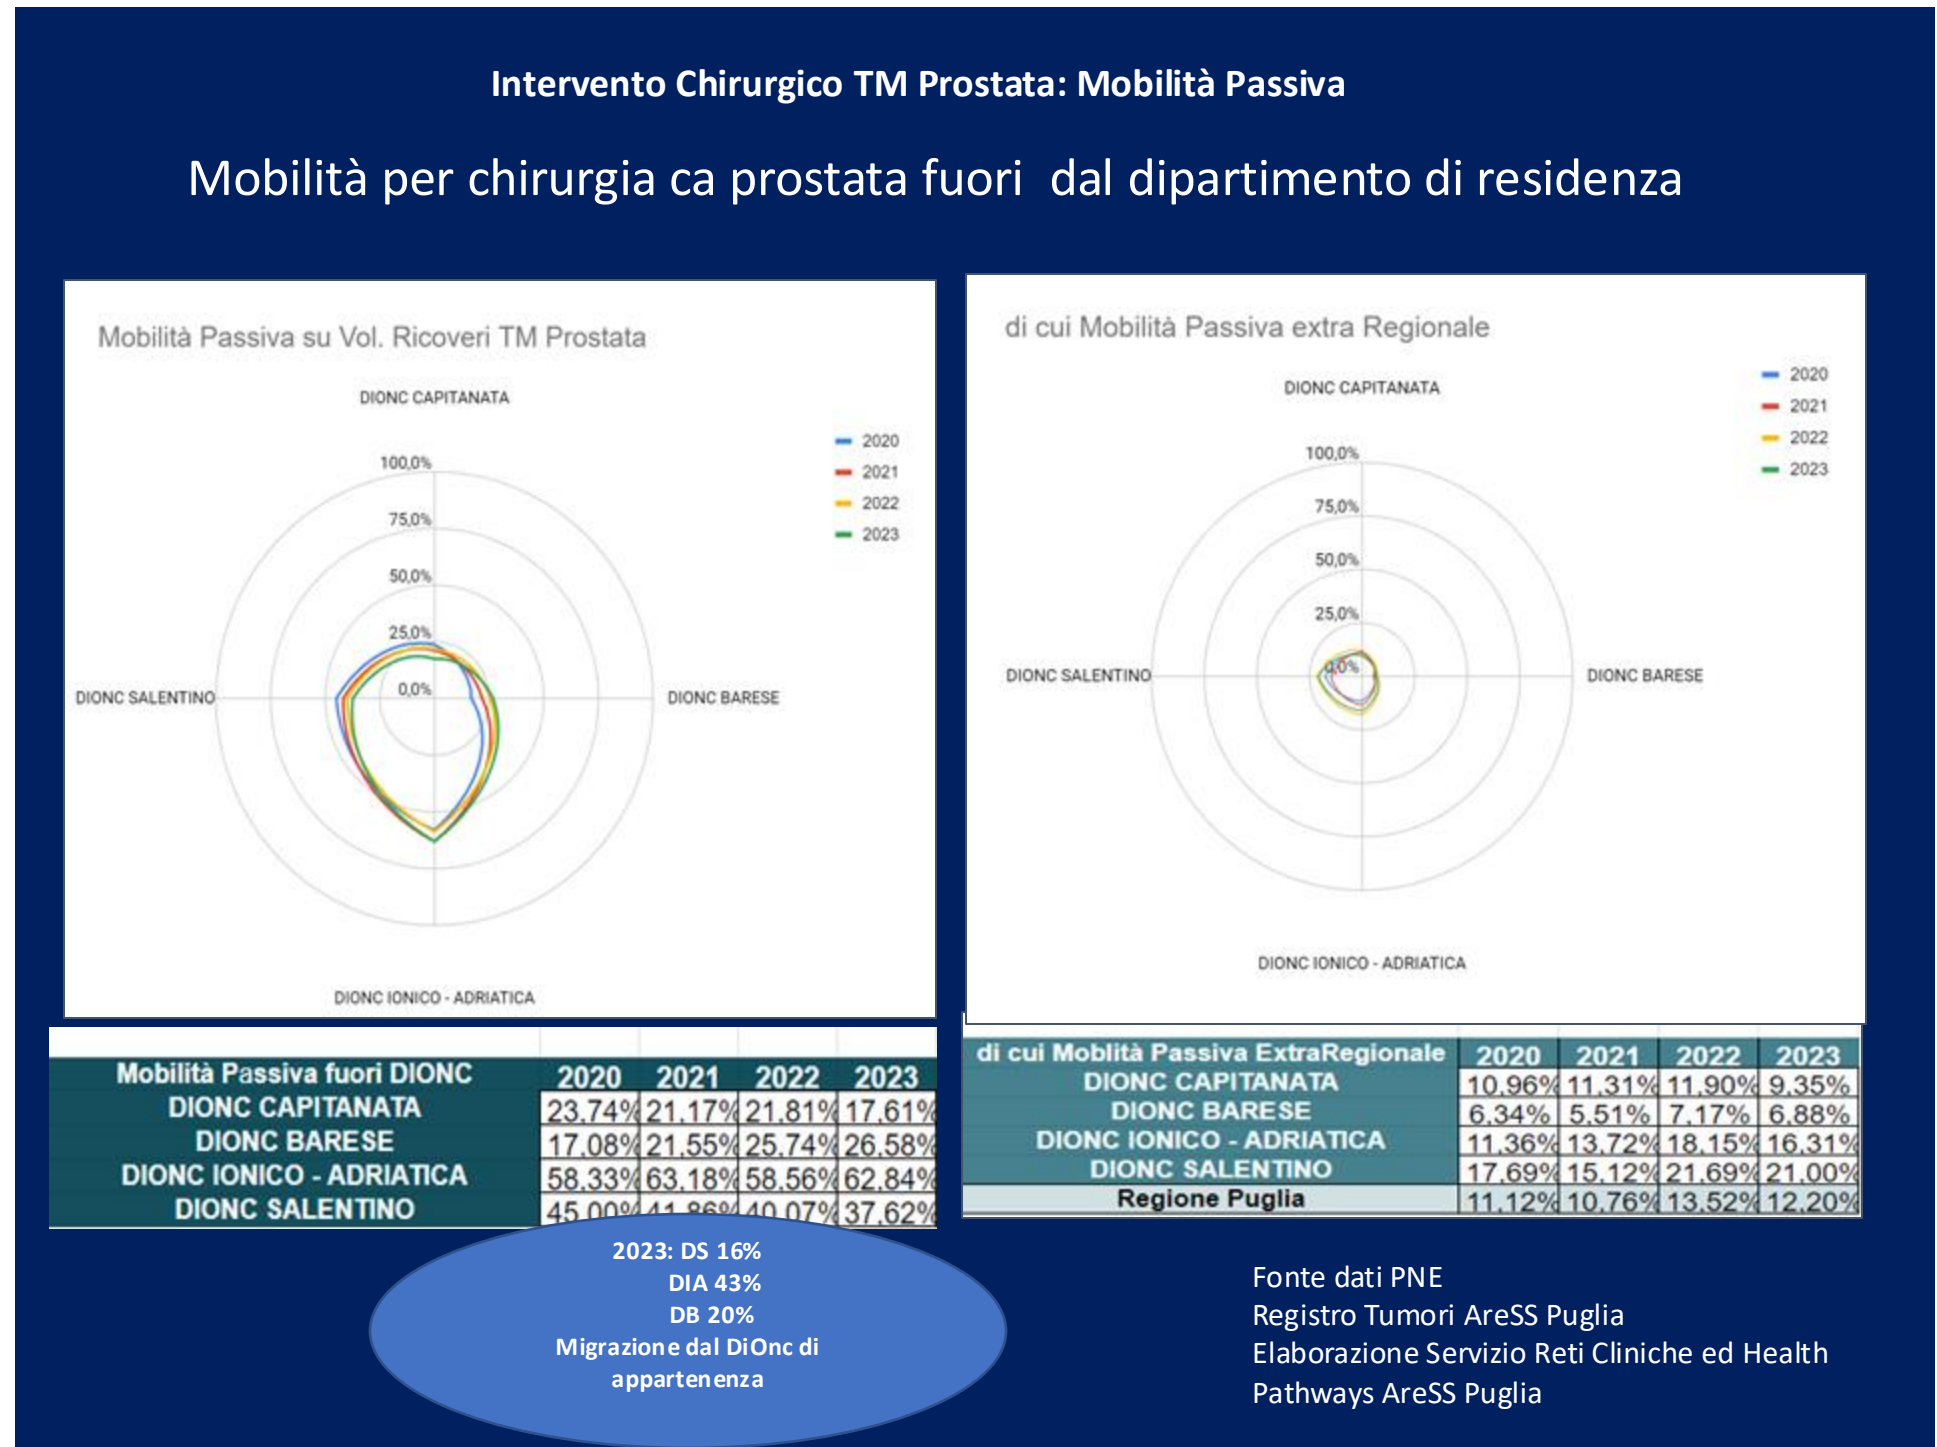 Intervento Chirurgico TM Prostata: Mobilità Passiva
Mobilità per chirurgia ca prostata fuori dal dipartimento di residenza
Mobilità Passiva su Vol. Ricoveri TM Prostata
DIONC CAPITANATA
2020
2021
2022
2023
100,0%
75,0%
50,0%
25,0%
0,0%
DIONC SALENTINO
DIONC BARESE
DIONC IONICO - ADRIATICA
di cui Mobilità Passiva extra Regionale
DIONC CAPITANATA
2020
2021
2022
2023
100,0%
75,0%
50,0%
25,0%
0,0%
DIONC SALENTINO
DIONC BARESE
DIONC IONICO - ADRIATICA
Mobilità Passiva fuori DIONC 2020 2021 2022 2023
DIONC CAPITANATA 23,74% 21,17% 21,81% 17,61%
DIONC BARESE 17,08% 21,55% 25,74% 26,58%
DIONC IONICO - ADRIATICA 58,33% 63,18% 58,56% 62,84%
DIONC SALENTINO 45,00% 41,86% 40,07% 37,62%
di cui Moblità Passiva ExtraRegionale 2020 2021 2022 2023
DIONC CAPITANATA 10,96% 11,31% 11,90% 9,35%
DIONC BARESE 6,34% 5,51% 7,17% 6,88%
DIONC IONICO - ADRIATICA 11,36% 13,72% 18,15% 16,31%
DIONC SALENTINO 17,69% 15,12% 21,69% 21,00%
Regione Puglia 11,12% 10,76% 13,52% 12,20%
2023: DS 16%
DIA 43%
DB 20%
Migrazione dal DiOnc di
appartenenza
Fonte dati PNE
Registro Tumori AreSS Puglia
Elaborazione Servizio Reti Cliniche ed Health
Pathways AreSS Puglia